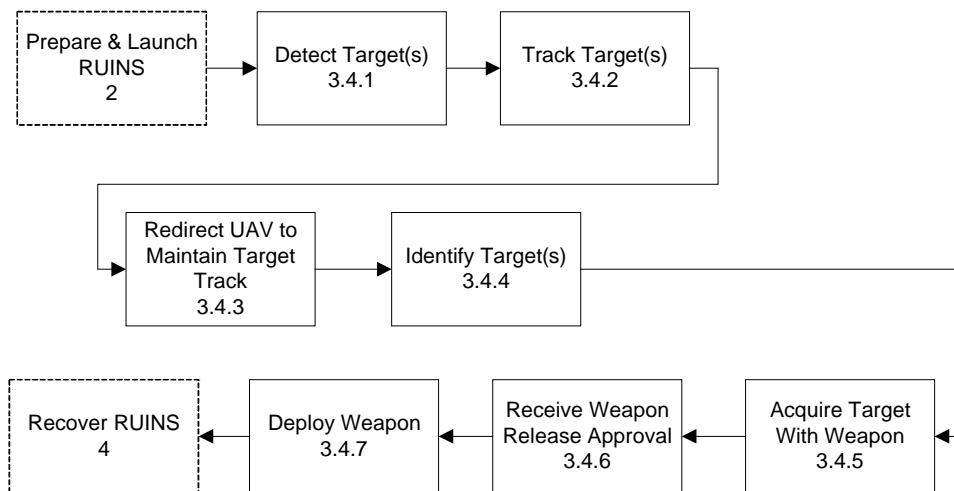 Prepare & Launch
RUINS
2
Detect Target(s)
3.4.1
Track Target(s)
3.4.2
Redirect UAV to
Maintain Target
Track
3.4.3
Identify Target(s)
3.4.4
Recover RUINS
4
Deploy Weapon
3.4.7
Receive Weapon
Release Approval
3.4.6
Acquire Target
With Weapon
3.4.5